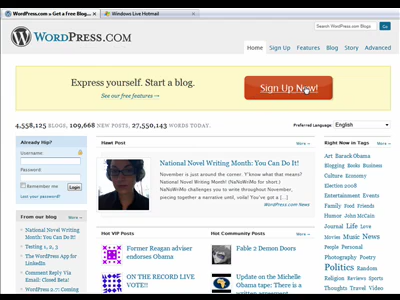 WordPress.com » Get a Free Blog...
Windows Live Hotmail
WORDPRESS.COM
Search WordPress.com Blogs
Home Sign Up Features Blog Story Advanced
Express yourself. Start a blog.
See our free features →
Sign Up Now!
4,558,125 BLOGS, 109,668 NEW POSTS, 27,550,143 WORDS TODAY.
Preferred Language: English
Already Hip?
Username
Password:
Remember me
Login
Lost your password?
From our blog More →
National Novel Writing Month: You Can Do It!
Testing 1, 2, 3
The WordPress App for LinkedIn
Comment Reply Via Email: Closed Beta!
WordPress 2.7: Coming
Hawt Post More →
National Novel Writing Month: You Can Do It!
November is just around the corner. Y'know what that means? National Novel Writing Month! (NaNoWriMo for short.)
NaNoWriMo challenges you to write throughout November, piecing together a narrative until, voila! You've got a [...]
WordPress.com News
Hot VIP Posts More →
Former Reagan adviser endorses Obama
ON THE RECORD LIVE VOTE!!
Hot Community Posts More →
Fable 2 Demon Doors
Update on the Michelle Obama tape: There is a
Right Now in Tags More →
Art Barack Obama
Blogging Books Business
Culture Economy
Election 2008
Entertainment Events
Family Food Friends
Humor John McCain
Journal Life Love
Movies Music News
People Personal
Photography Poetry
Politics Random
Religion Reviews Sports
Thoughts Travel Video